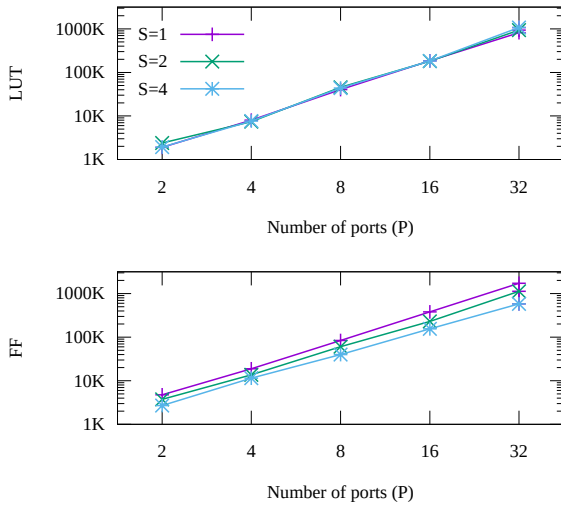 1000K
100K
10K
1K
LUT
S=1
S=2
S=4
2 4 8 16 32
Number of ports (P)
1000K
100K
10K
1K
FF
2 4 8 16 32
Number of ports (P)